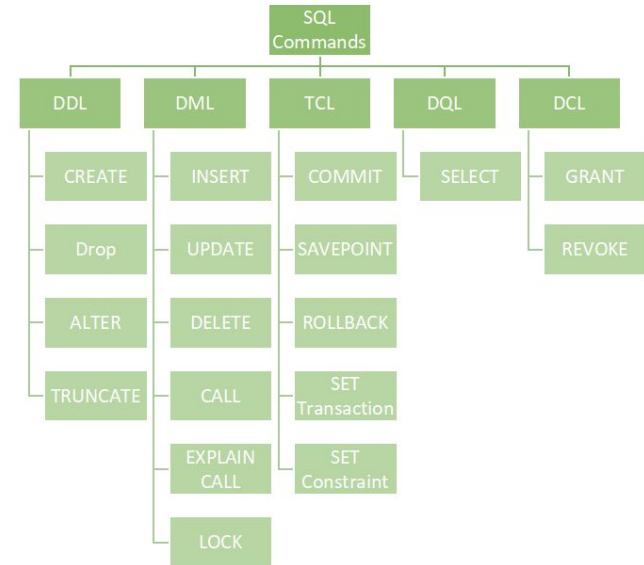 SQL
Commands
DDL
DML
TCL
DQL
DCL
CREATE
INSERT
COMMIT
SELECT
GRANT
Drop
UPDATE
SAVEPOINT
REVOKE
ALTER
DELETE
ROLLBACK
TRUNCATE
CALL
SET
Transaction
EXPLAIN
CALL
SET
Constraint
LOCK